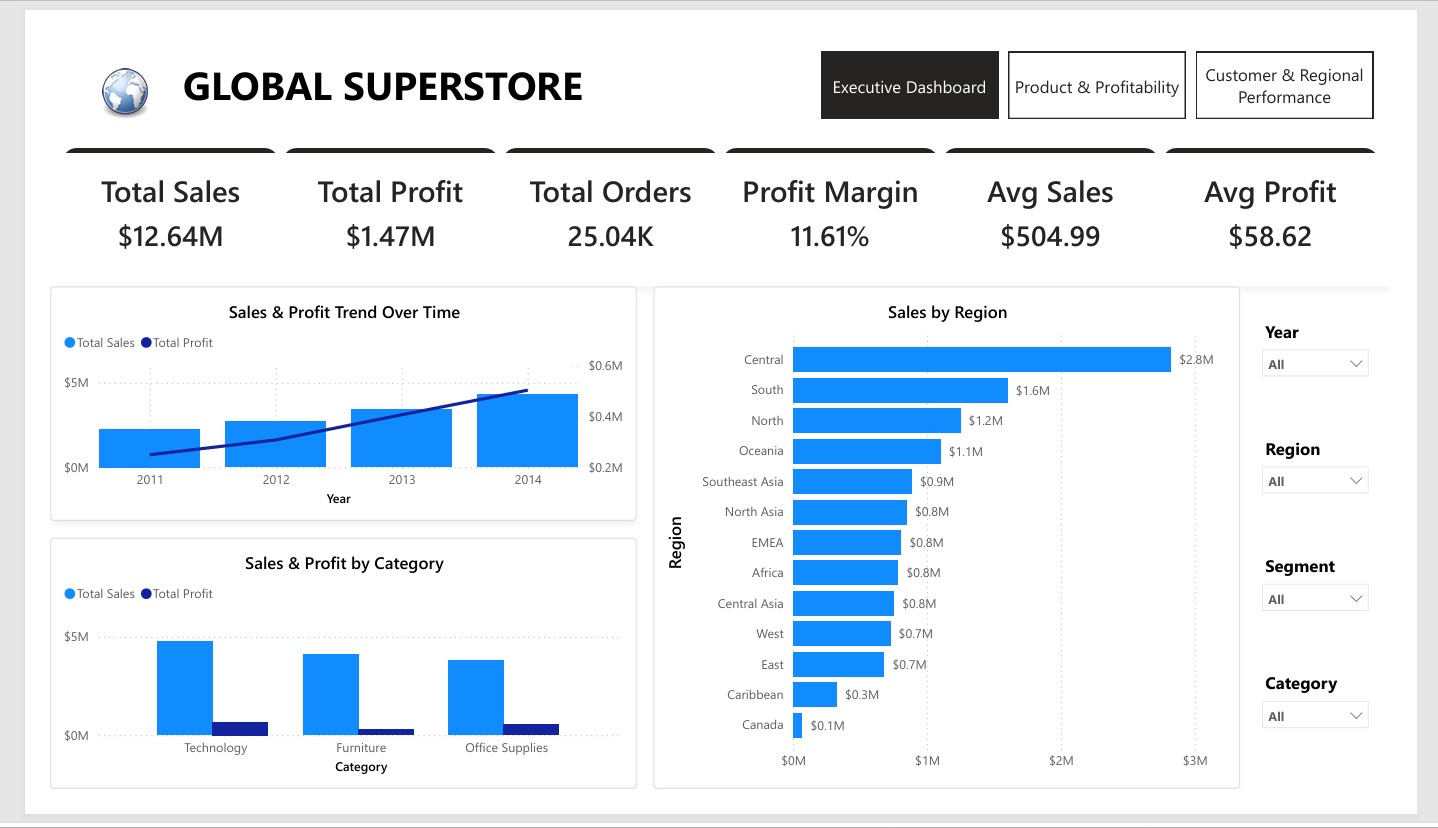 GLOBAL SUPERSTORE
Executive Dashboard
Product & Profitability
Customer & Regional
Performance
Total Sales
$12.64M
Total Profit
$1.47M
Total Orders
25.04K
Profit Margin
11.61%
Avg Sales
$504.99
Avg Profit
$58.62
Sales & Profit Trend Over Time
Total Sales Total Profit
$5M
$0M
$0.6M
$0.4M
$0.2M
2011 2012 2013 2014
Year
Sales & Profit by Category
Total Sales Total Profit
$5M
$0M
Technology Furniture Office Supplies
Category
Sales by Region
Region
Central $2.8M
South $1.6M
North $1.2M
Oceania $1.1M
Southeast Asia $0.9M
North Asia $0.8M
EMEA $0.8M
Africa $0.8M
Central Asia $0.8M
West $0.7M
East $0.7M
Caribbean $0.3M
Canada $0.1M
$0M $1M $2M $3M
Year
All
Region
All
Segment
All
Category
All